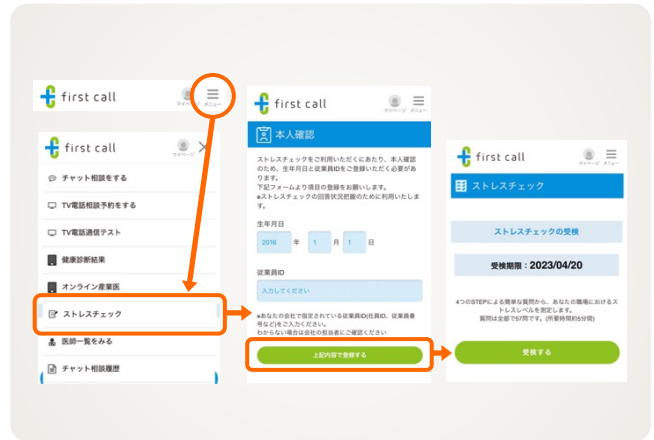 first call
マイページ メニュー
first call
マイページ
チャット相談をする
TV電話相談予約をする
TV電話通信テスト
健康診断結果
オンライン産業医
ストレスチェック
医師一覧をみる
チャット相談履歴
first call
マイページ メニュー
本人確認
ストレスチェックをご利用いただくにあたり、本人確認
のため、生年月日と従業員IDをご登録いただく必要があ
ります。
下記フォームより項目の登録をお願いします。
※ストレスチェックの回答状況把握のために利用いたしま
す。
生年月日
2016 年 1 月 1 日
従業員ID
入力してください
※あなたの会社で指定されている従業員ID(社員ID、従業員番
号など)をご入力ください。
わからない場合は会社の担当者にご確認ください
上記内容で登録する
first call
マイページ メニュー
ストレスチェック
ストレスチェックの受検
受検期限：2023/04/20
4つのSTEPによる簡単な質問から、あなたの職場におけるス
トレスレベルを測定します。
質問は全部で57問です。(所要時間約5分間)
受検する